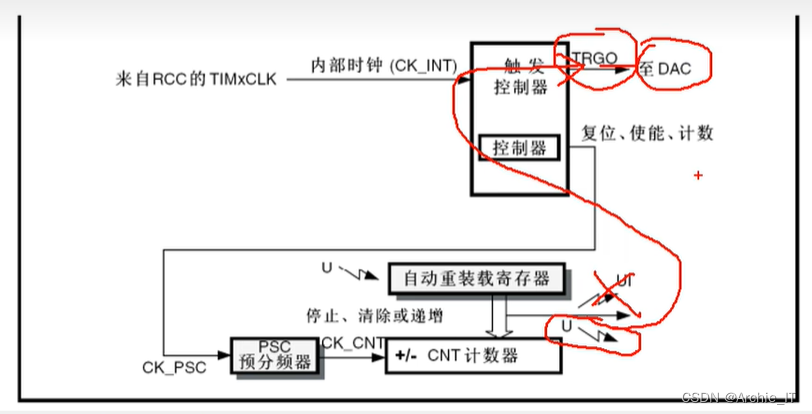 内部时钟 (CK_INT)
来自RCC的TIMxCLK
触发
控制器
TRGO
至DAC
控制器
复位、使能、计数
U
自动重装载寄存器
UI
停止、清除或递增
U
PSC
预分频器
CK_CNT
+/- CNT 计数器
CK_PSC
CSDN @Archie_IT